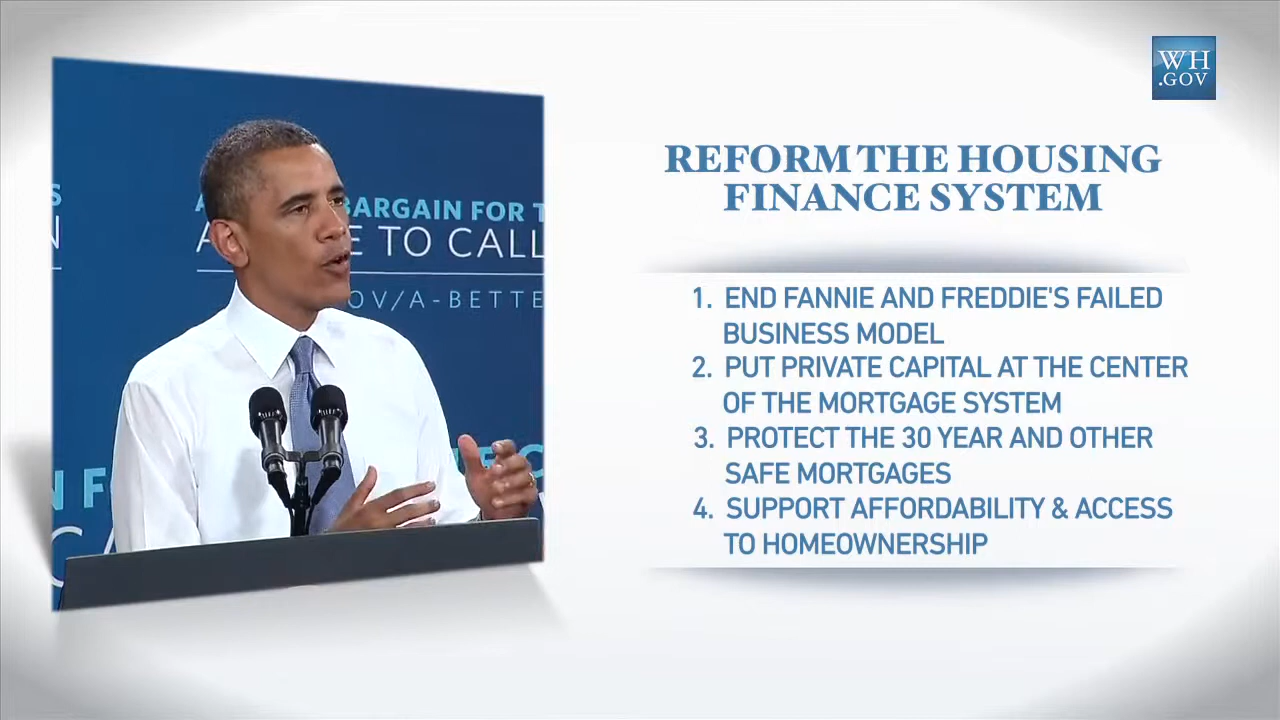 WH
.GOV
REFORM THE HOUSING
FINANCE SYSTEM
BARGAIN FOR T
E TO CALL
OV/A-BETTE
1. END FANNIE AND FREDDIE'S FAILED
BUSINESS MODEL
2. PUT PRIVATE CAPITAL AT THE CENTER
OF THE MORTGAGE SYSTEM
3. PROTECT THE 30 YEAR AND OTHER
SAFE MORTGAGES
4. SUPPORT AFFORDABILITY & ACCESS
TO HOMEOWNERSHIP